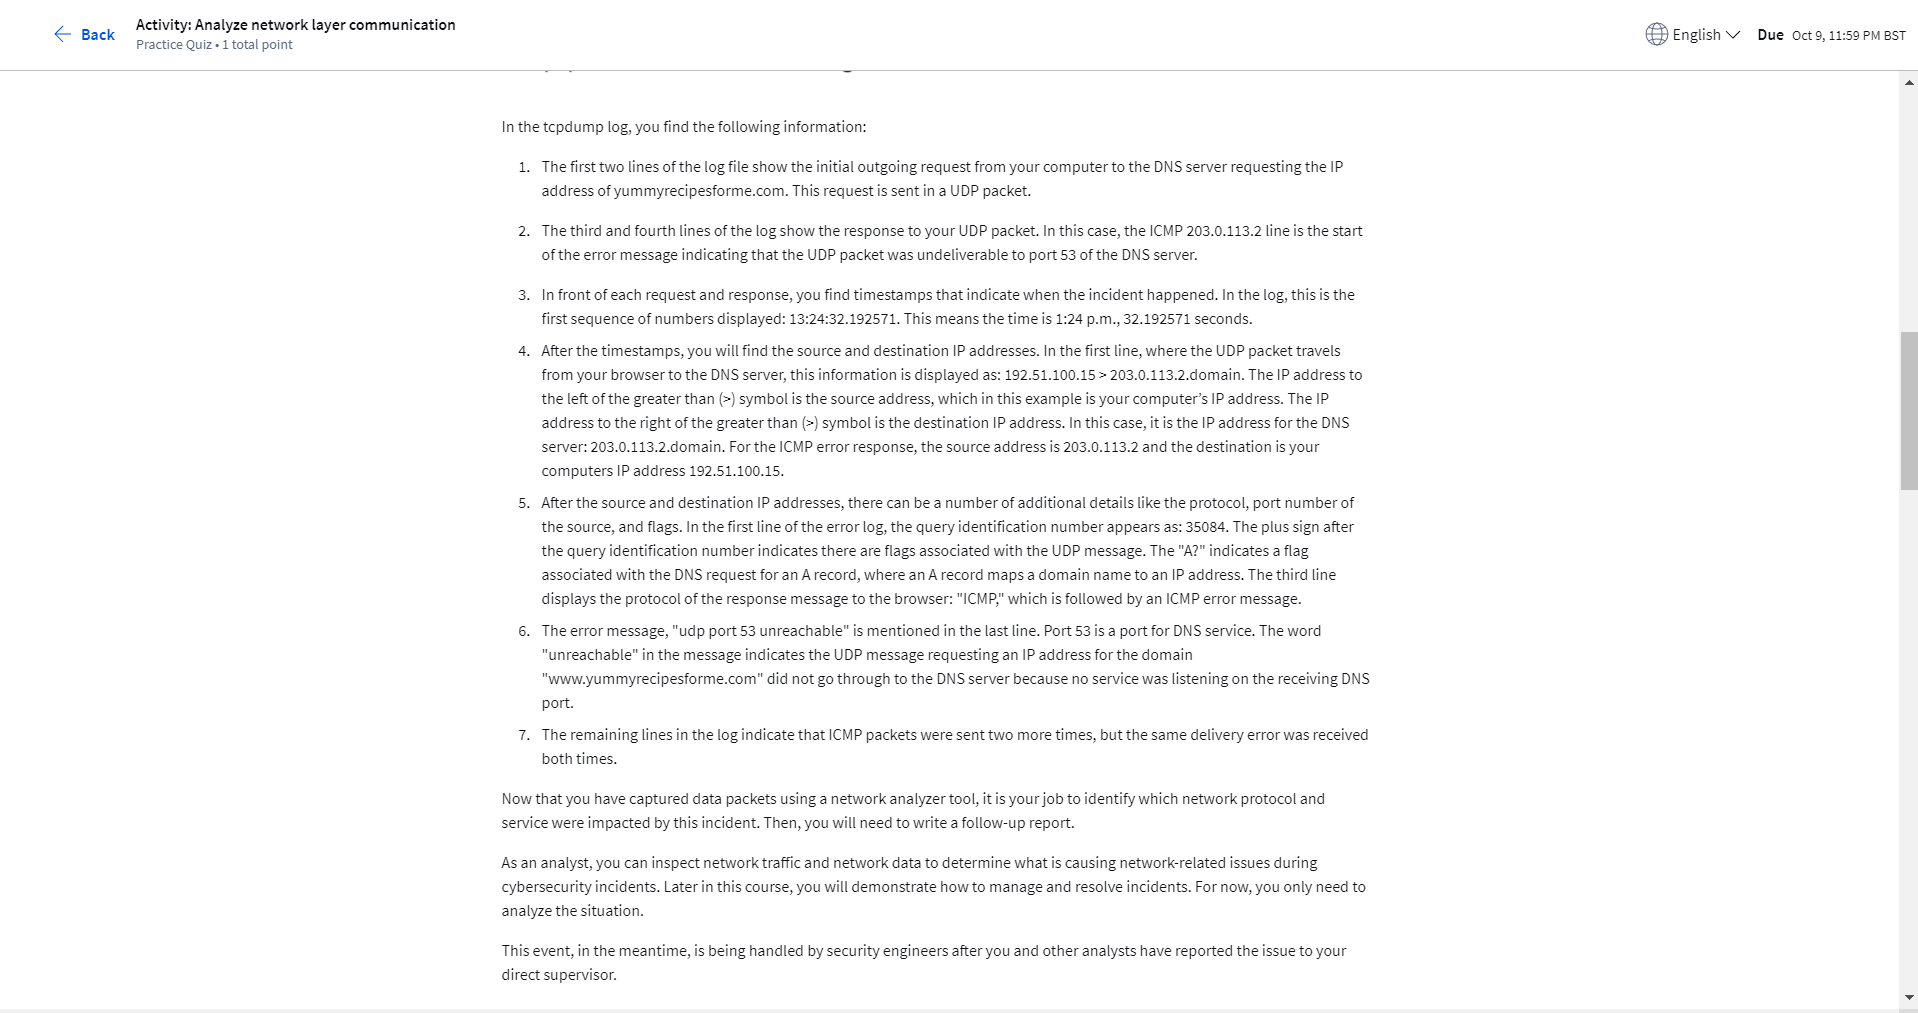 Back
Activity: Analyze network layer communication
Practice Quiz • 1 total point
English
Due Oct 9, 11:59 PM BST
In the tcpdump log, you find the following information:
1. The first two lines of the log file show the initial outgoing request from your computer to the DNS server requesting the IP
address of yummyrecipesforme.com. This request is sent in a UDP packet.
2. The third and fourth lines of the log show the response to your UDP packet. In this case, the ICMP 203.0.113.2 line is the start
of the error message indicating that the UDP packet was undeliverable to port 53 of the DNS server.
3. In front of each request and response, you find timestamps that indicate when the incident happened. In the log, this is the
first sequence of numbers displayed: 13:24:32.192571. This means the time is 1:24 p.m., 32.192571 seconds.
4. After the timestamps, you will find the source and destination IP addresses. In the first line, where the UDP packet travels
from your browser to the DNS server, this information is displayed as: 192.51.100.15 > 203.0.113.2.domain. The IP address to
the left of the greater than (>) symbol is the source address, which in this example is your computer’s IP address. The IP
address to the right of the greater than (>) symbol is the destination IP address. In this case, it is the IP address for the DNS
server: 203.0.113.2.domain. For the ICMP error response, the source address is 203.0.113.2 and the destination is your
computers IP address 192.51.100.15.
5. After the source and destination IP addresses, there can be a number of additional details like the protocol, port number of
the source, and flags. In the first line of the error log, the query identification number appears as: 35084. The plus sign after
the query identification number indicates there are flags associated with the UDP message. The "A?" indicates a flag
associated with the DNS request for an A record, where an A record maps a domain name to an IP address. The third line
displays the protocol of the response message to the browser: "ICMP," which is followed by an ICMP error message.
6. The error message, "udp port 53 unreachable" is mentioned in the last line. Port 53 is a port for DNS service. The word
"unreachable" in the message indicates the UDP message requesting an IP address for the domain
"www.yummyrecipesforme.com" did not go through to the DNS server because no service was listening on the receiving DNS
port.
7. The remaining lines in the log indicate that ICMP packets were sent two more times, but the same delivery error was received
both times.
Now that you have captured data packets using a network analyzer tool, it is your job to identify which network protocol and
service were impacted by this incident. Then, you will need to write a follow-up report.
As an analyst, you can inspect network traffic and network data to determine what is causing network-related issues during
cybersecurity incidents. Later in this course, you will demonstrate how to manage and resolve incidents. For now, you only need to
analyze the situation.
This event, in the meantime, is being handled by security engineers after you and other analysts have reported the issue to your
direct supervisor.